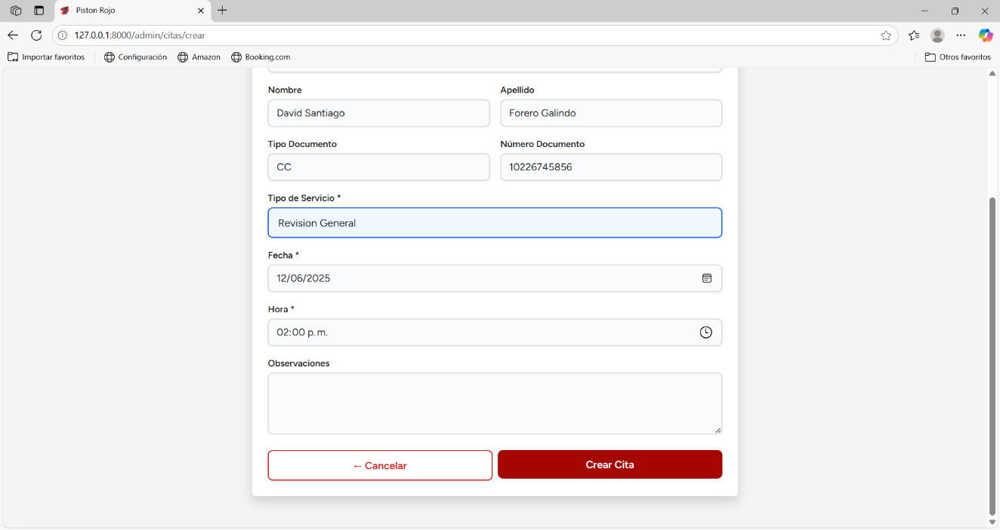 Piston Rojo
127.0.0.1:8000/admin/citas/crear
Importar favoritos Configuración Amazon Booking.com Otros favoritos
Nombre Apellido
David Santiago Forero Galindo
Tipo Documento Número Documento
CC 10226745856
Tipo de Servicio *
Revision General
Fecha *
12/06/2025
Hora *
02:00 p. m.
Observaciones
← Cancelar Crear Cita